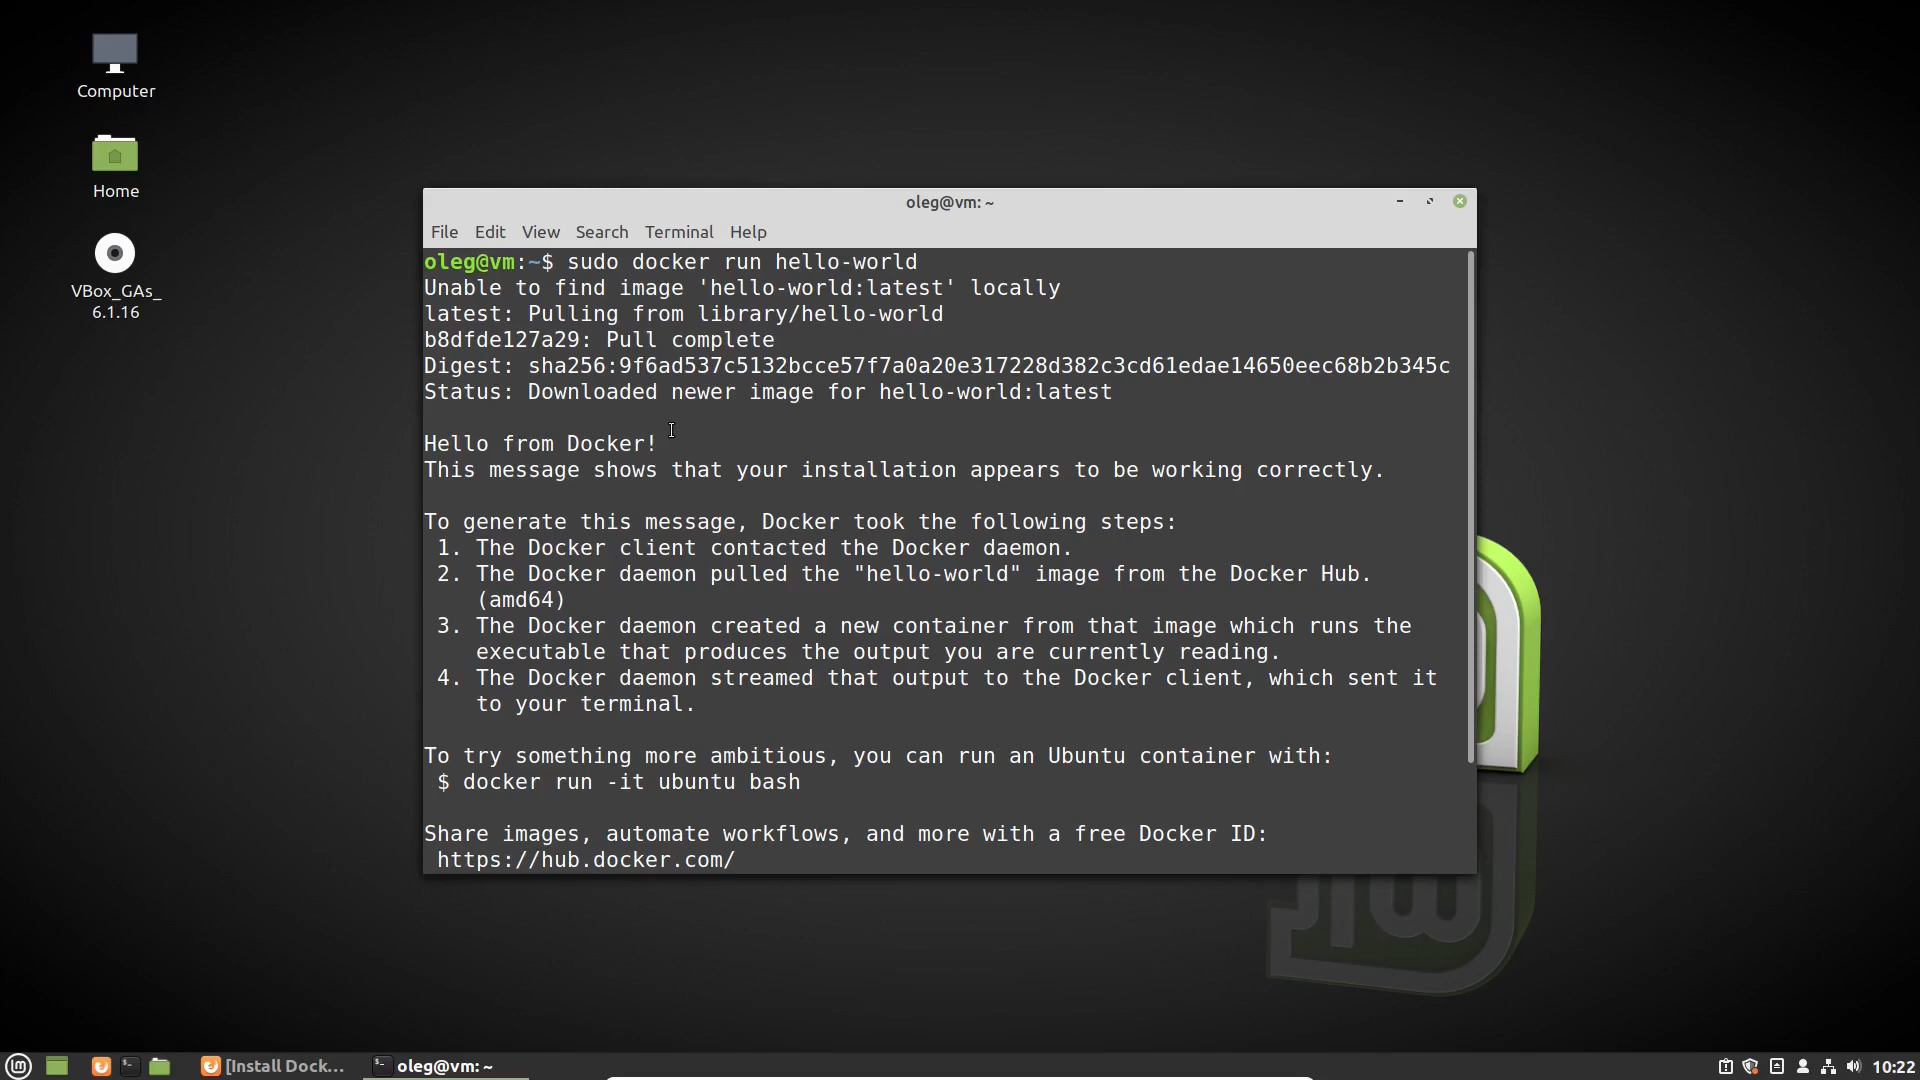 Computer
Home
VBox_GAs_
6.1.16
oleg@vm: ~
File Edit View Search Terminal Help
oleg@vm:~$ sudo docker run hello-world
Unable to find image 'hello-world:latest' locally
latest: Pulling from library/hello-world
b8dfde127a29: Pull complete
Digest: sha256:9f6ad537c5132bcce57f7a0a20e317228d382c3cd61edae14650eec68b2b345c
Status: Downloaded newer image for hello-world:latest
Hello from Docker!
This message shows that your installation appears to be working correctly.
To generate this message, Docker took the following steps:
1. The Docker client contacted the Docker daemon.
2. The Docker daemon pulled the "hello-world" image from the Docker Hub.
(amd64)
3. The Docker daemon created a new container from that image which runs the
executable that produces the output you are currently reading.
4. The Docker daemon streamed that output to the Docker client, which sent it
to your terminal.
To try something more ambitious, you can run an Ubuntu container with:
$ docker run -it ubuntu bash
Share images, automate workflows, and more with a free Docker ID:
https://hub.docker.com/
[Install Dock...
oleg@vm: ~
10:22